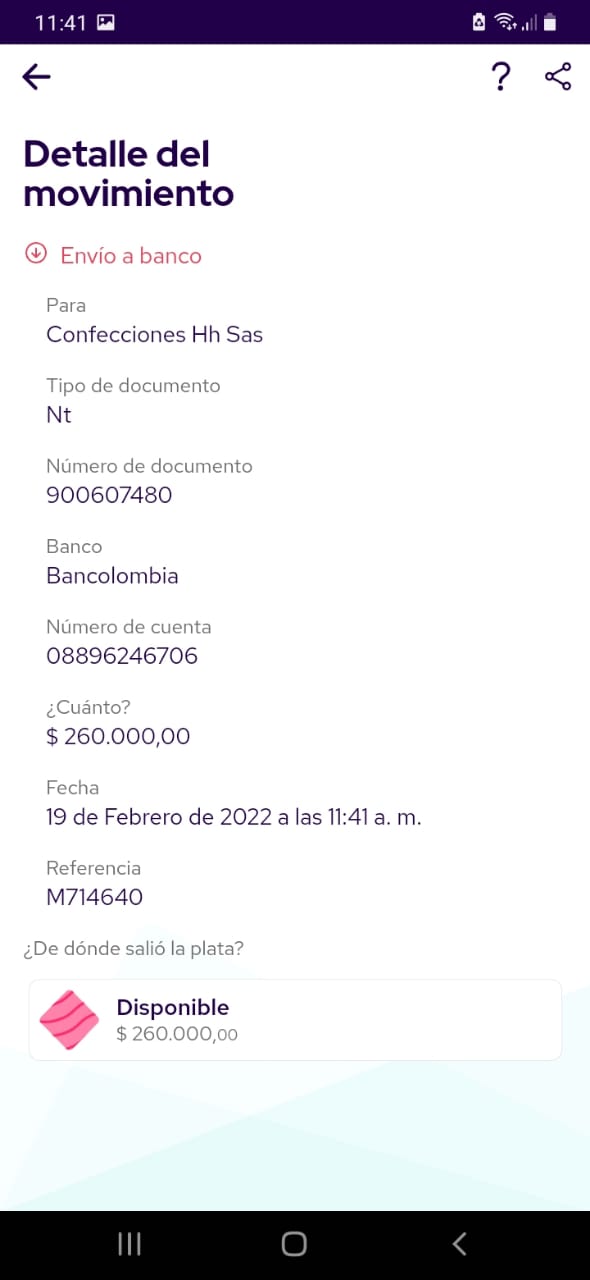 11:41
Detalle del
movimiento
Envío a banco
Para
Confecciones Hh Sas
Tipo de documento
Nt
Número de documento
900607480
Banco
Bancolombia
Número de cuenta
08896246706
¿Cuánto?
$ 260.000,00
Fecha
19 de Febrero de 2022 a las 11:41 a. m.
Referencia
M714640
¿De dónde salió la plata?
Disponible
$ 260.000,00